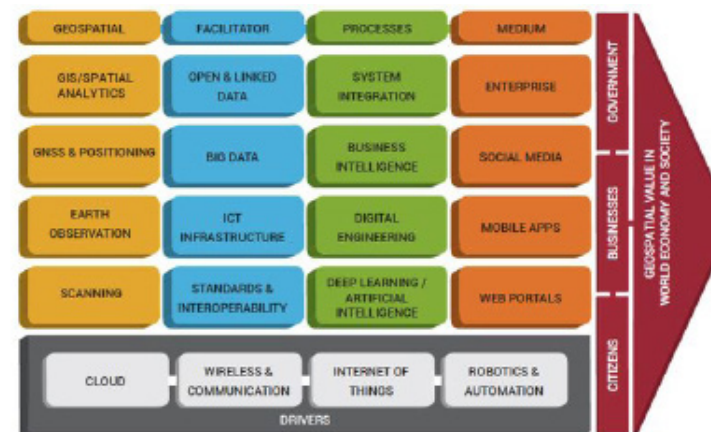 GEOSPATIAL
FACILITATOR
PROCESSES
MEDIUM
GIS/SPATIAL
ANALYTICS
OPEN & LINKED
DATA
SYSTEM
INTEGRATION
ENTERPRISE
GNSS & POSITIONING
BIG DATA
BUSINESS
INTELLIGENCE
SOCIAL MEDIA
EARTH
OBSERVATION
ICT
INFRASTRUCTURE
DIGITAL
ENGINEERING
MOBILE APPS
SCANNING
STANDARDS &
INTEROPERABILITY
DEEP LEARNING /
ARTIFICIAL
INTELLIGENCE
WEB PORTALS
CLOUD
WIRELESS &
COMMUNICATION
INTERNET OF
THINGS
ROBOTICS &
AUTOMATION
DRIVERS
GOVERNMENT
BUSINESSES
CITIZENS
GEOSPATIAL VALUE IN
WORLD ECONOMY AND SOCIETY